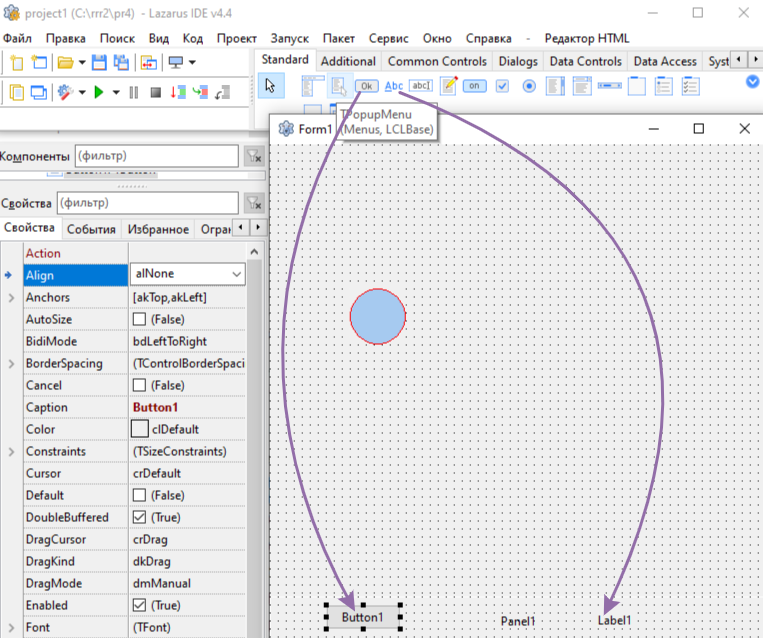 project1 (C:\rrr2\pr4) - Lazarus IDE v4.4
Файл Правка Поиск Вид Код Проект Запуск Пакет Сервис Окно Справка - Редактор HTML
Standard Additional Common Controls Dialogs Data Controls Data Access Syst
Ok Abc abc on
TPopupMenu
(Menus, LCLBase)
Form1
Компоненты (фильтр)
Свойства (фильтр)
Свойства События Избранное Огран
Action
Align alNone
Anchors [akTop,akLeft]
AutoSize (False)
BidiMode bdLeftToRight
BorderSpacing (TControlBorderSpaci
Cancel (False)
Caption Button1
Color clDefault
Constraints (TSizeConstraints)
Cursor crDefault
Default (False)
DoubleBuffered (True)
DragCursor crDrag
DragKind dkDrag
DragMode dmManual
Enabled (True)
Font (TFont)
Button1 Panel1 Label1